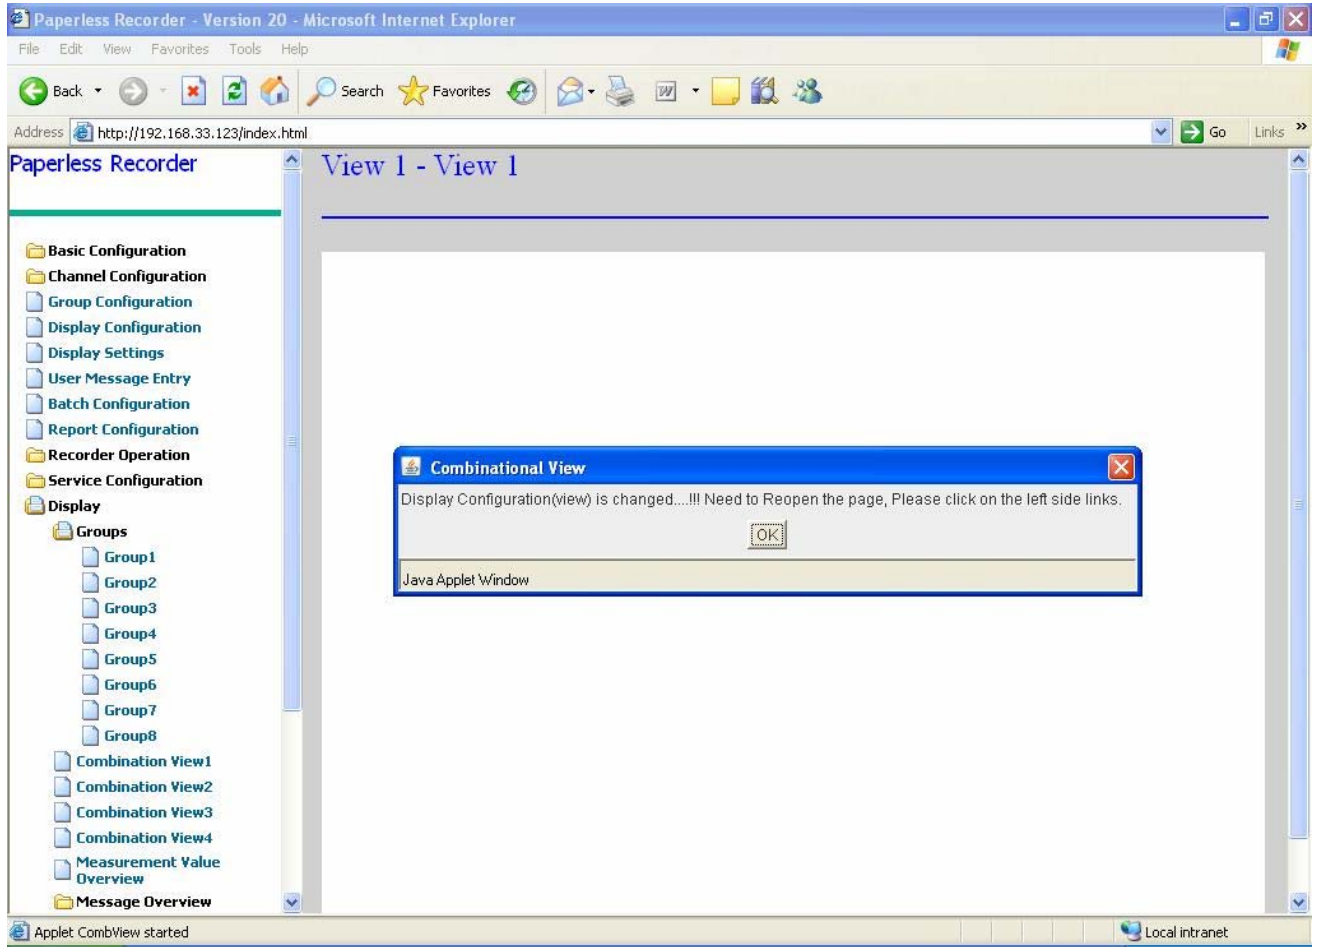 Paperless Recorder - Version 20 - Microsoft Internet Explorer
File Edit View Favorites Tools Help
Back Search Favorites
Address http://192.168.33.123/index.html Go Links »
Paperless Recorder
View 1 - View 1
Basic Configuration
Channel Configuration
Group Configuration
Display Configuration
Display Settings
User Message Entry
Batch Configuration
Report Configuration
Recorder Operation
Service Configuration
Display
Groups
Group1
Group2
Group3
Group4
Group5
Group6
Group7
Group8
Combination View1
Combination View2
Combination View3
Combination View4
Measurement Value
Overview
Message Overview
Combinational View
Display Configuration(view) is changed....!!! Need to Reopen the page, Please click on the left side links.
OK
Java Applet Window
Applet CombView started
Local intranet